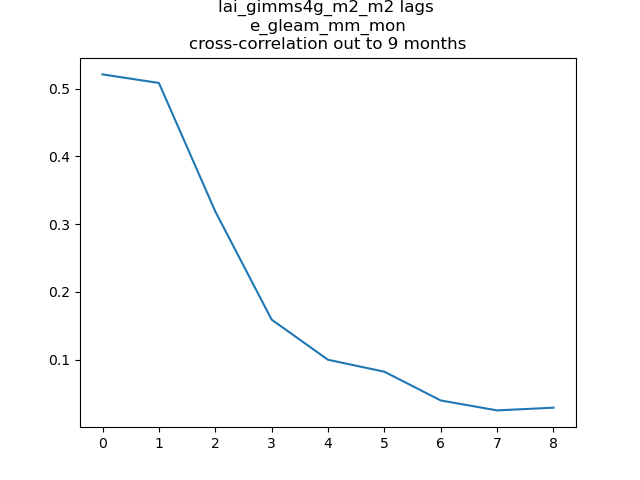 lai_gimms4g_m2_m2 lags
e_gleam_mm_mon
cross-correlation out to 9 months
0.5
0.4
0.3
0.2
0.1
0 1 2 3 4 5 6 7 8